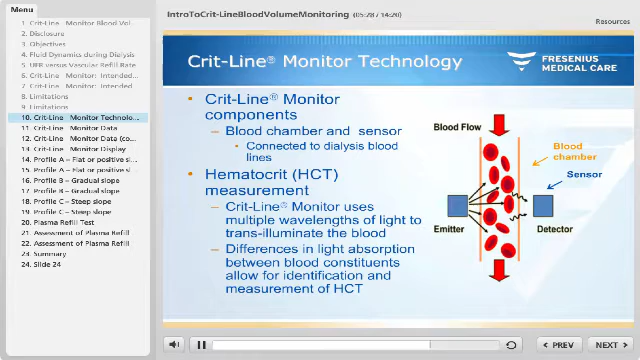 Menu
IntroToCrit-LineBloodVolumeMonitoring (05:28 / 14:20)
Resources
1. Crit-Line Monitor Blood Vol...
2. Disclosure
3. Objectives
4. Fluid Dynamics during Dialysis
5. UFR versus Vascular Refill Rate
6. Crit-Line Monitor: Intended...
7. Crit-Line Monitor: Intended
8. Limitations
9. Limitations
10. Crit-Line Monitor Technolo...
11. Crit-Line Monitor Data
12. Crit-Line Monitor Data (co...
13. Crit-Line Monitor Display
14. Profile A – Flat or positive sl...
15. Profile A – Flat or positive sl...
16. Profile B – Gradual slope
17. Profile B – Gradual slope
18. Profile C – Steep slope
19. Profile C – Steep slope
20. Plasma Refill Test
21. Assessment of Plasma Refill
22. Assessment of Plasma Refill
23. Summary
24. Slide 24
Crit-Line® Monitor Technology
FRESENIUS
MEDICAL CARE
• Crit-Line® Monitor
components
– Blood chamber and sensor
• Connected to dialysis blood
lines
• Hematocrit (HCT)
measurement
– Crit-Line® Monitor uses
multiple wavelengths of light to
trans-illuminate the blood
– Differences in light absorption
between blood constituents
allow for identification and
measurement of HCT
Blood Flow
Blood
chamber
Sensor
Emitter
Detector
PREV
NEXT